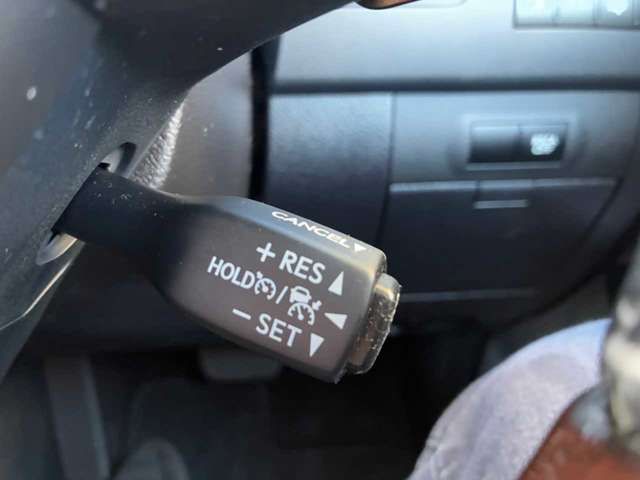 CANCEL
+ RES
HOLD /
− SET